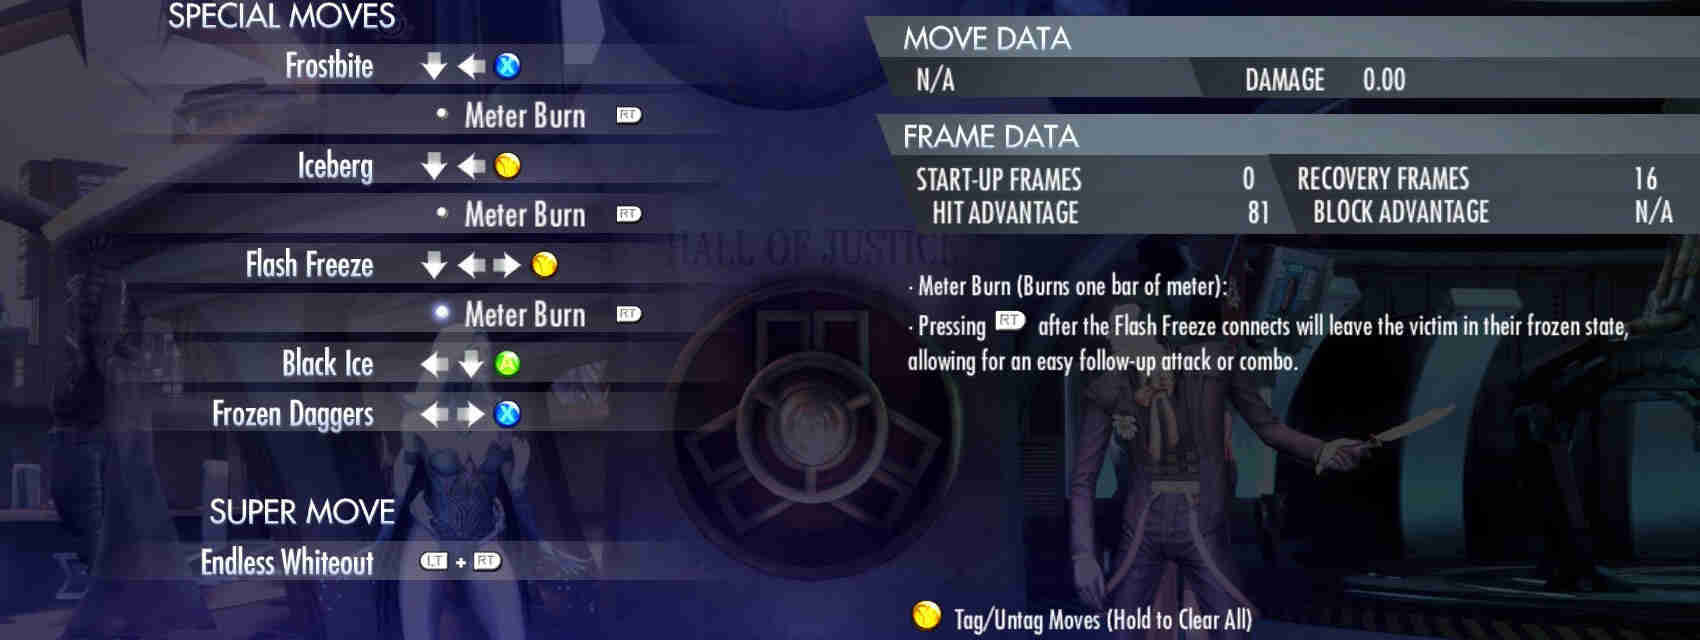 SPECIAL MOVES
Frostbite X
Meter Burn RT
Iceberg Y
Meter Burn RT
Flash Freeze Y
Meter Burn RT
Black Ice A
Frozen Daggers X
SUPER MOVE
Endless Whiteout LT + RT
MOVE DATA
N/A DAMAGE 0.00
FRAME DATA
START-UP FRAMES 0 RECOVERY FRAMES 16
HIT ADVANTAGE 81 BLOCK ADVANTAGE N/A
HALL OF JUSTICE
· Meter Burn (Burns one bar of meter):
· Pressing RT after the Flash Freeze connects will leave the victim in their frozen state,
allowing for an easy follow-up attack or combo.
Y Tag/Untag Moves (Hold to Clear All)